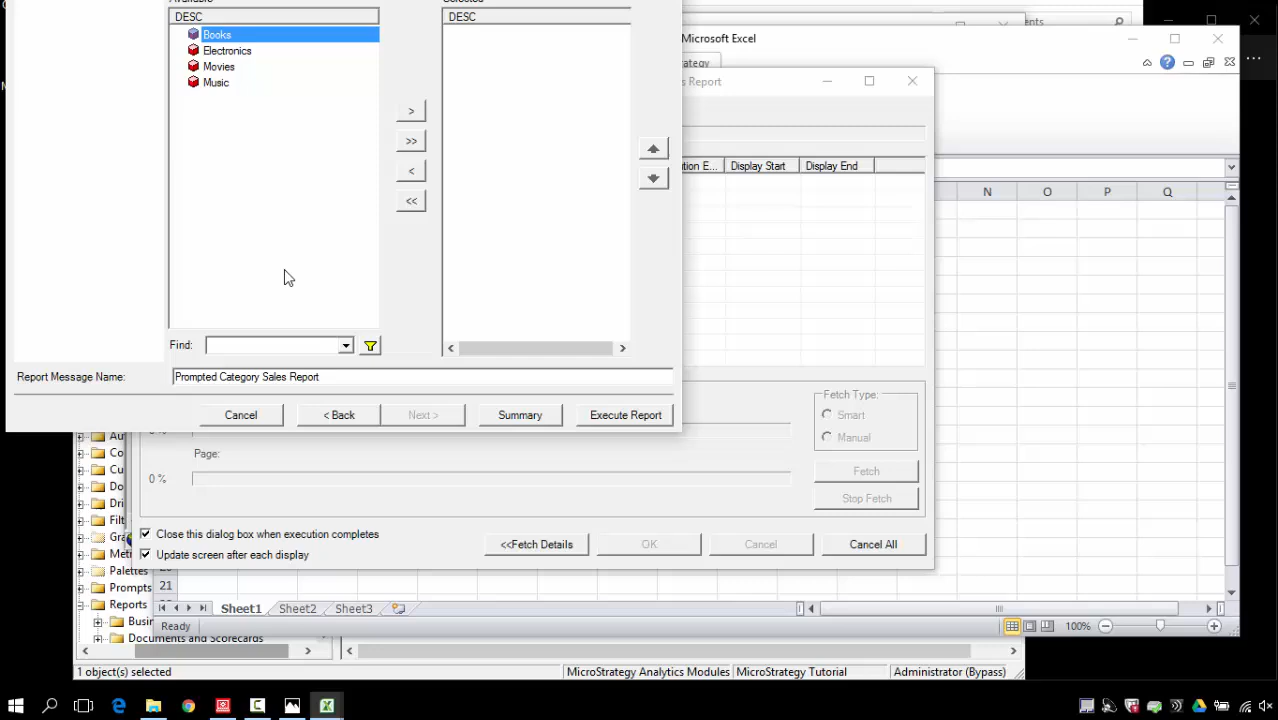 DESC
DESC
Books
Electronics
Movies
Music
>
>>
<
<<
Find:
Report Message Name:
Prompted Category Sales Report
Cancel
< Back
Next >
Summary
Execute Report
Microsoft Excel
s Report
Display Start
Display End
N
O
P
Q
Fetch Type:
Smart
Manual
Page:
0 %
Fetch
Stop Fetch
Close this dialog box when execution completes
Update screen after each display
<<Fetch Details
OK
Cancel
Cancel All
21
Sheet1
Sheet2
Sheet3
Ready
100%
Prompts
Reports
Palettes
Documents and Scorecards
1 object(s) selected
MicroStrategy Analytics Modules
MicroStrategy Tutorial
Administrator (Bypass)